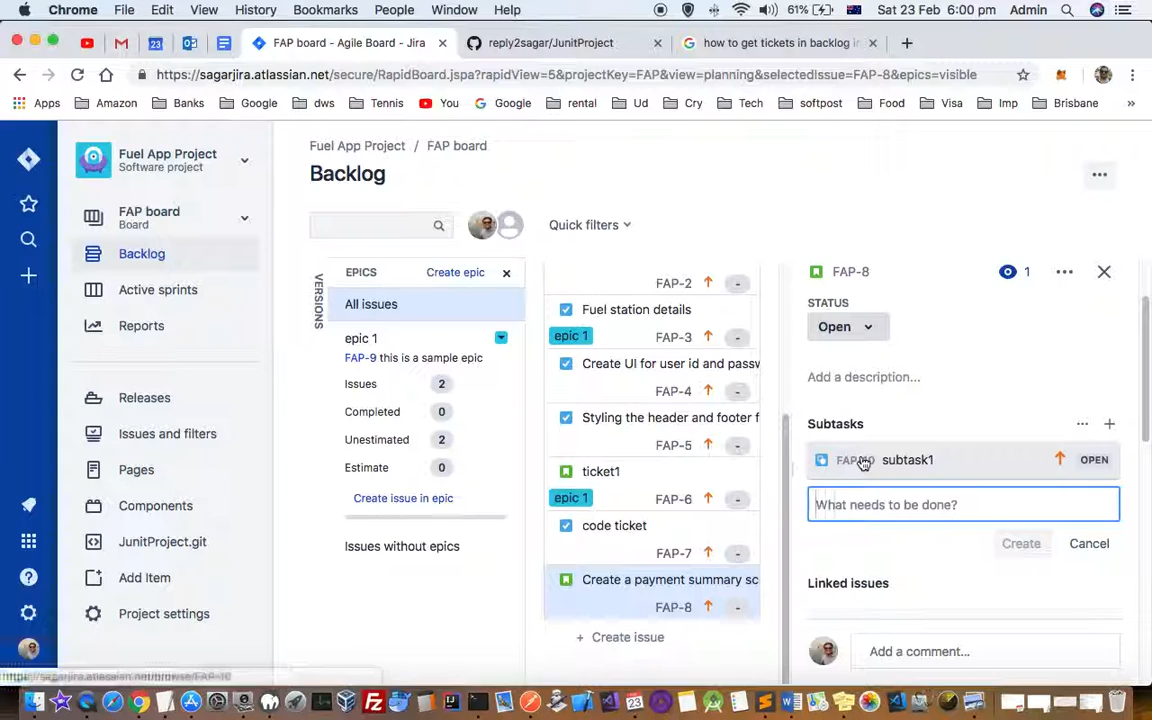 Chrome File Edit View History Bookmarks People Window Help 61% Sat 23 Feb 6:00 pm Admin
FAP board - Agile Board - Jira
reply2sagar/JunitProject
how to get tickets in backlog in
https://sagarjira.atlassian.net/secure/RapidBoard.jspa?rapidView=5&projectKey=FAP&view=planning&selectedIssue=FAP-8&epics=visible
Apps Amazon Banks Google dws Tennis You Google rental Ud Cry Tech softpost Food Visa Imp Brisbane »
Fuel App Project
Software project
FAP board
Board
Backlog
Active sprints
Reports
Releases
Issues and filters
Pages
Components
JunitProject.git
Add Item
Project settings
Fuel App Project / FAP board
Backlog
Quick filters
VERSIONS
EPICS Create epic
All issues
epic 1
FAP-9 this is a sample epic
Issues 2
Completed 0
Unestimated 2
Estimate 0
Create issue in epic
Issues without epics
FAP-2 -
Fuel station details
epic 1 FAP-3 -
Create UI for user id and passw
FAP-4 -
Styling the header and footer f
FAP-5 -
ticket1
epic 1 FAP-6 -
code ticket
FAP-7 -
Create a payment summary sc
FAP-8 -
+ Create issue
FAP-8 1
STATUS
Open
Add a description...
Subtasks
subtask1 OPEN
What needs to be done?
Create Cancel
Linked issues
Add a comment...
https://sagarjira.atlassian.net/browse/FAP-10